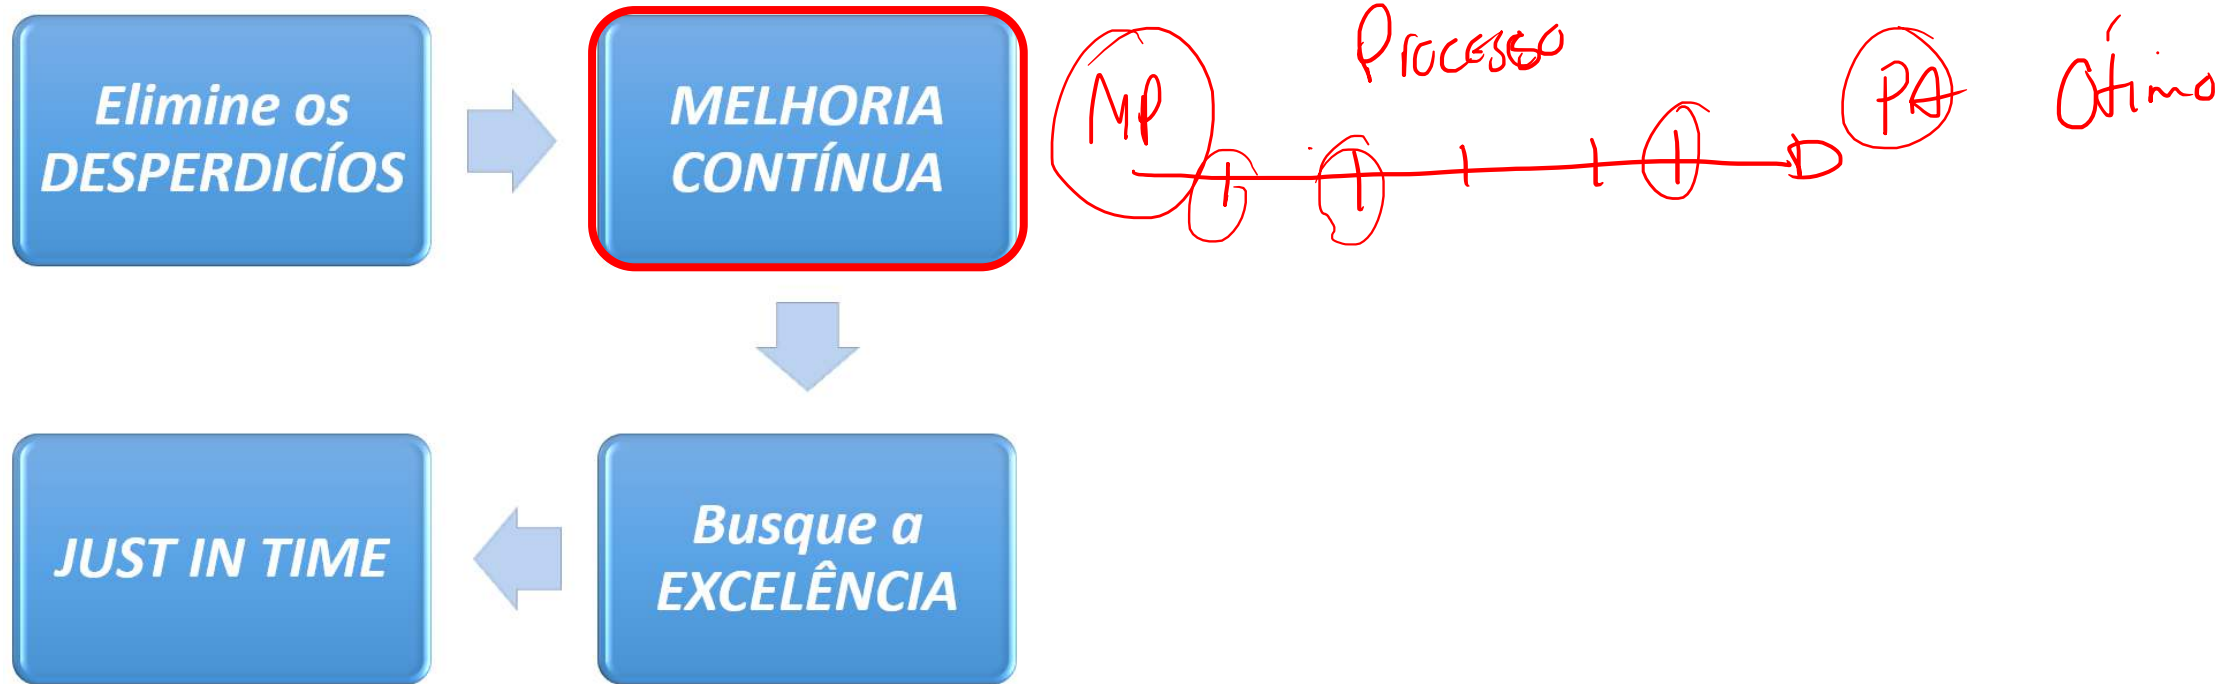 Elimine os
DESPERDICÍOS
MELHORIA
CONTÍNUA
MP
Processo
PA
Ótimo
JUST IN TIME
Busque a
EXCELÊNCIA